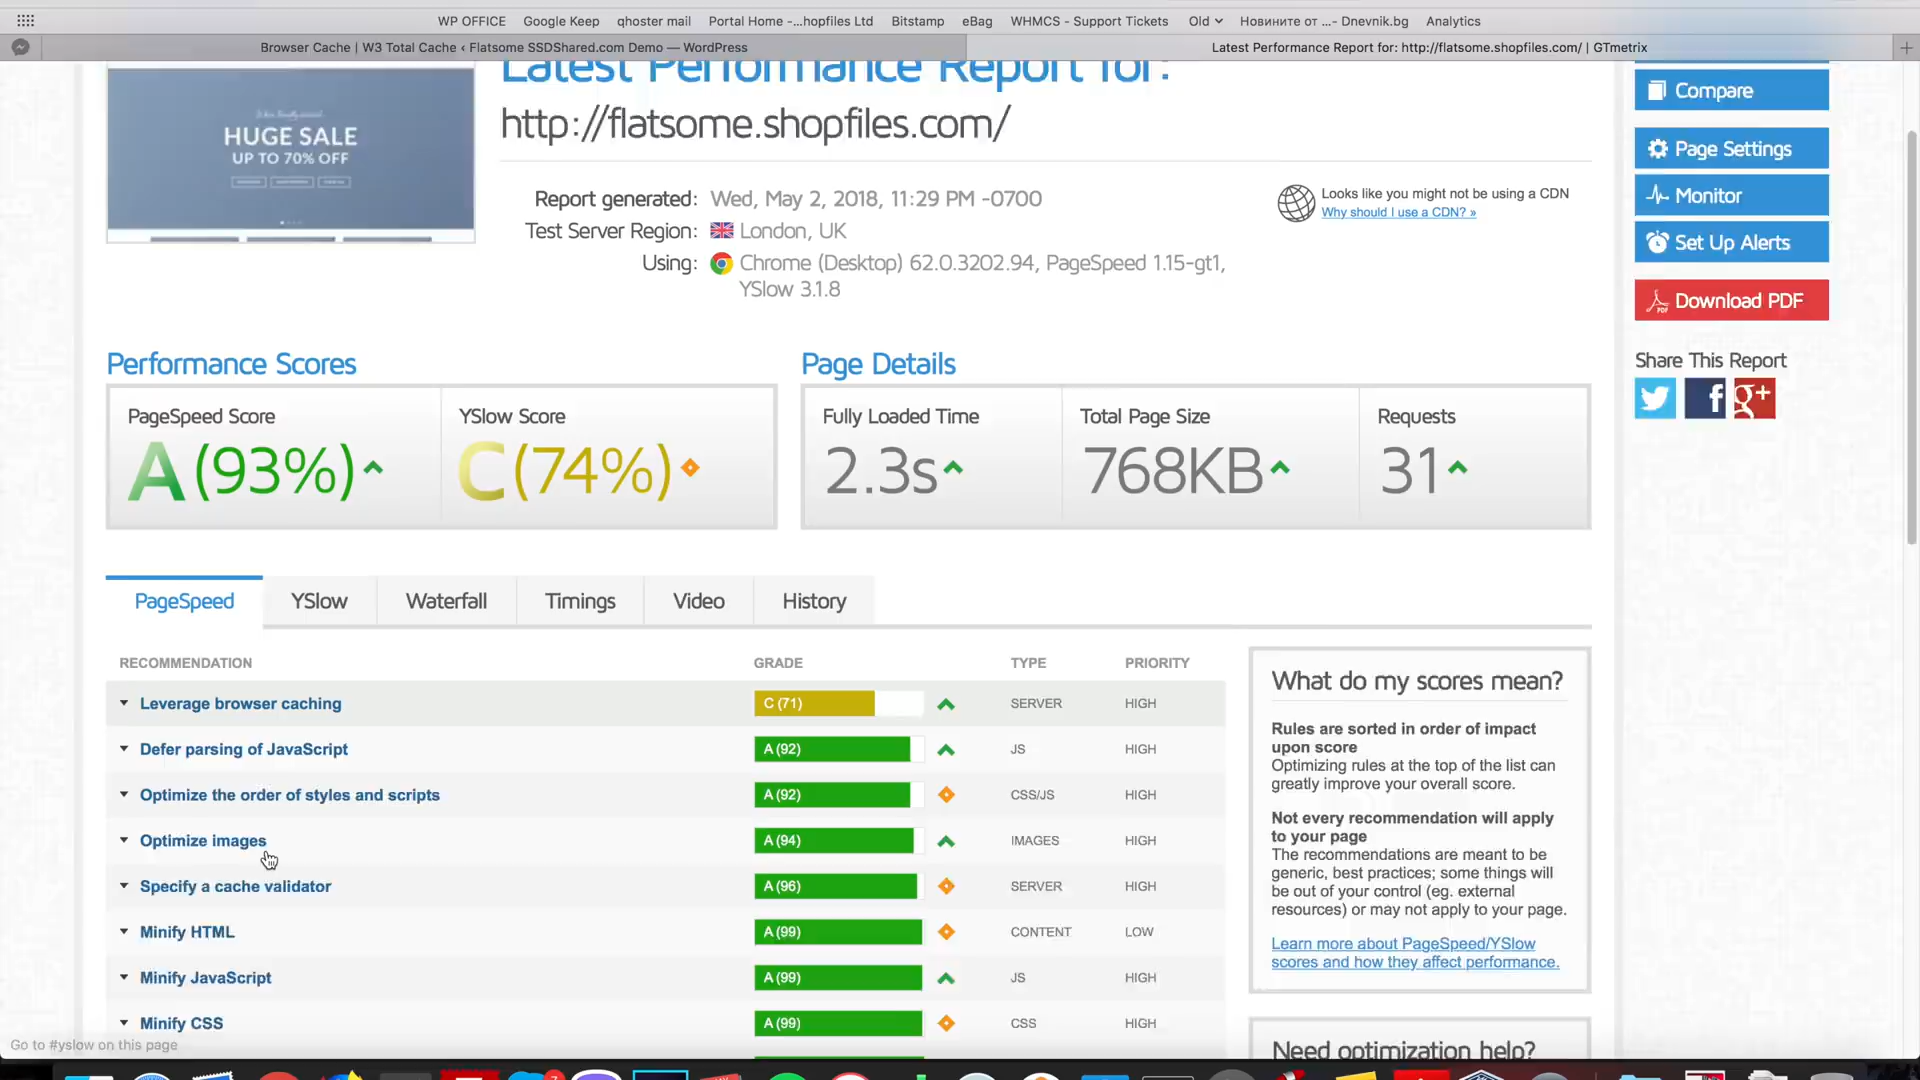 WP OFFICE Google Keep qhoster mail Portal Home -...hopfiles Ltd Bitstamp eBag WHMCS - Support Tickets Old Новините от ...- Dnevnik.bg Analytics
Browser Cache | W3 Total Cache ‹ Flatsome SSDShared.com Demo — WordPress
Latest Performance Report for: http://flatsome.shopfiles.com/ | GTmetrix
Latest Performance Report for:
http://flatsome.shopfiles.com/
HUGE SALE
UP TO 70% OFF
Report generated: Wed, May 2, 2018, 11:29 PM -0700
Test Server Region: London, UK
Using: Chrome (Desktop) 62.0.3202.94, PageSpeed 1.15-gt1,
YSlow 3.1.8
Looks like you might not be using a CDN
Why should I use a CDN? »
Compare
Page Settings
Monitor
Set Up Alerts
Download PDF
Share This Report
Performance Scores
PageSpeed Score
A (93%)
YSlow Score
C (74%)
Page Details
Fully Loaded Time
2.3s
Total Page Size
768KB
Requests
31
PageSpeed YSlow Waterfall Timings Video History
RECOMMENDATION GRADE TYPE PRIORITY
Leverage browser caching C (71) SERVER HIGH
Defer parsing of JavaScript A (92) JS HIGH
Optimize the order of styles and scripts A (92) CSS/JS HIGH
Optimize images A (94) IMAGES HIGH
Specify a cache validator A (96) SERVER HIGH
Minify HTML A (99) CONTENT LOW
Minify JavaScript A (99) JS HIGH
Minify CSS A (99) CSS HIGH
What do my scores mean?
Rules are sorted in order of impact
upon score
Optimizing rules at the top of the list can
greatly improve your overall score.
Not every recommendation will apply
to your page
The recommendations are meant to be
generic, best practices; some things will
be out of your control (eg. external
resources) or may not apply to your page.
Learn more about PageSpeed/YSlow
scores and how they affect performance.
Need optimization help?
Go to #yslow on this page